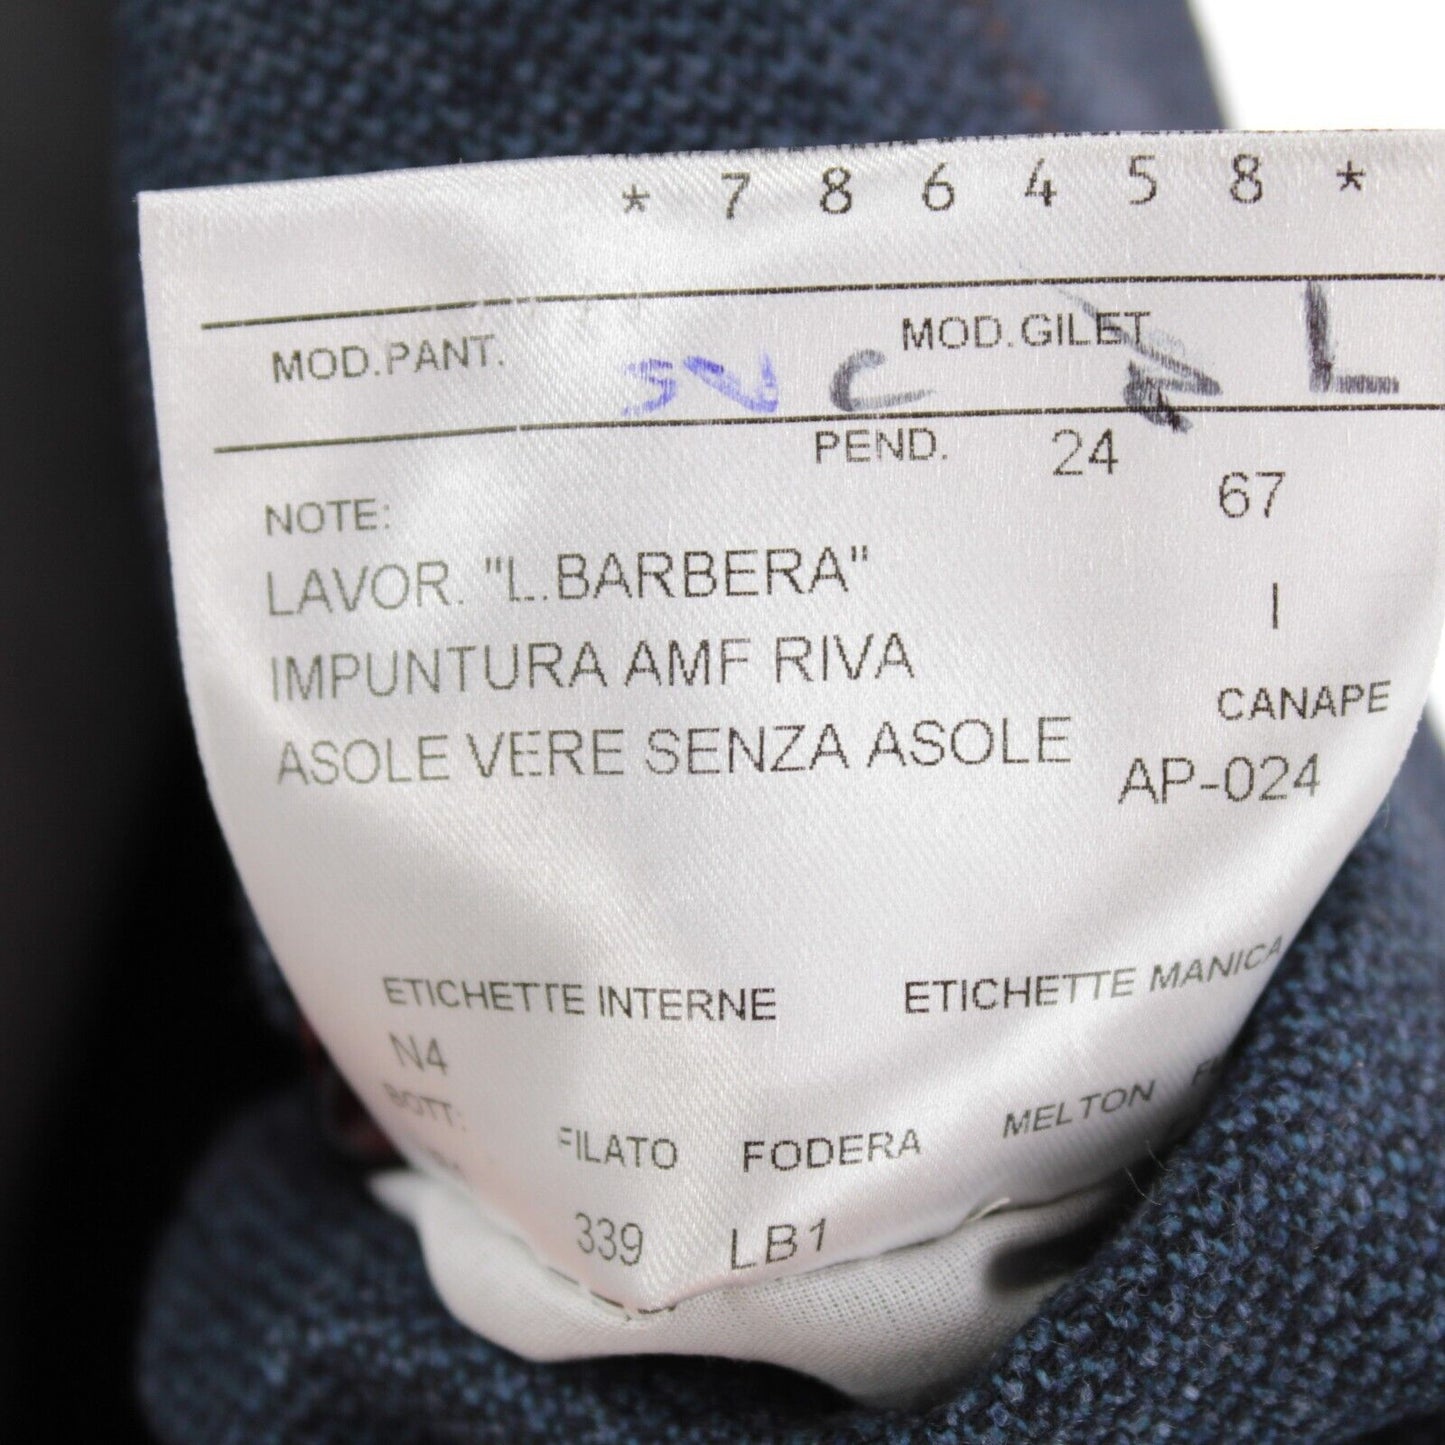 * 7 8 6 4 5 8 *
MOD.PANT. MOD.GILET L
PEND. 24
67
NOTE:
LAVOR. "L.BARBERA"
I
IMPUNTURA AMF RIVA
CANAPE
ASOLE VERE SENZA ASOLE AP-024
ETICHETTE INTERNE ETICHETTE MANICA
N4
BOTT: FILATO FODERA MELTON
339 LB1